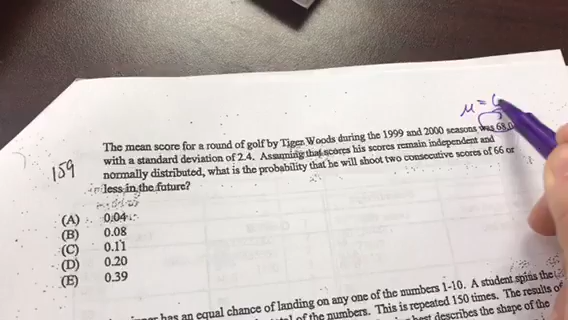 μ = 6
The mean score for a round of golf by Tiger Woods during the 1999 and 2000 seasons was 68.0
159
with a standard deviation of 2.4. Assuming that scores his scores remain independent and
normally distributed, what is the probability that he will shoot two consecutive scores of 66 or
less in the future?
(A) 0.04
(B) 0.08
(C) 0.11
(D) 0.20
(E) 0.39
has an equal chance of landing on any one of the numbers 1-10. A student spins the
of the numbers. This is repeated 150 times. The results of
best describes the shape of the